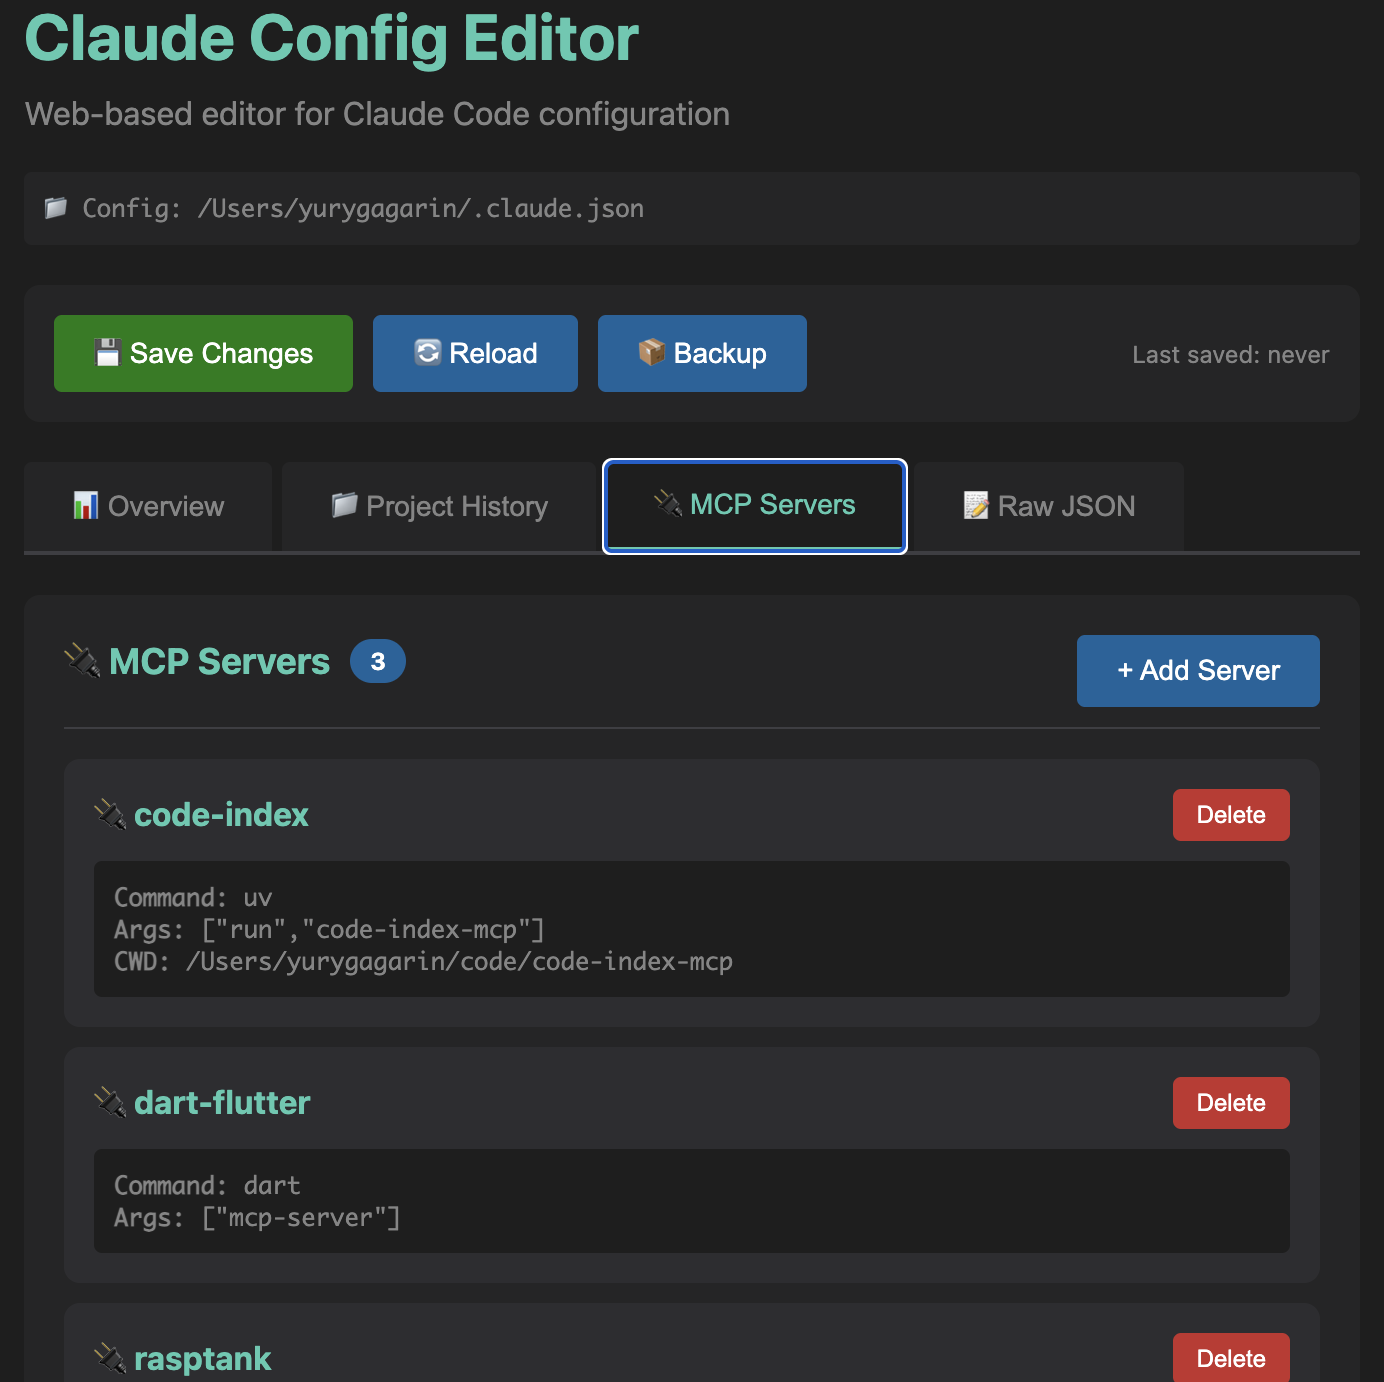 Claude Config Editor
Web-based editor for Claude Code configuration
Config: /Users/yurygagarin/.claude.json
Save Changes
Reload
Backup
Last saved: never
Overview
Project History
MCP Servers
Raw JSON
MCP Servers 3
+ Add Server
code-index
Delete
Command: uv
Args: ["run","code-index-mcp"]
CWD: /Users/yurygagarin/code/code-index-mcp
dart-flutter
Delete
Command: dart
Args: ["mcp-server"]
rasptank
Delete